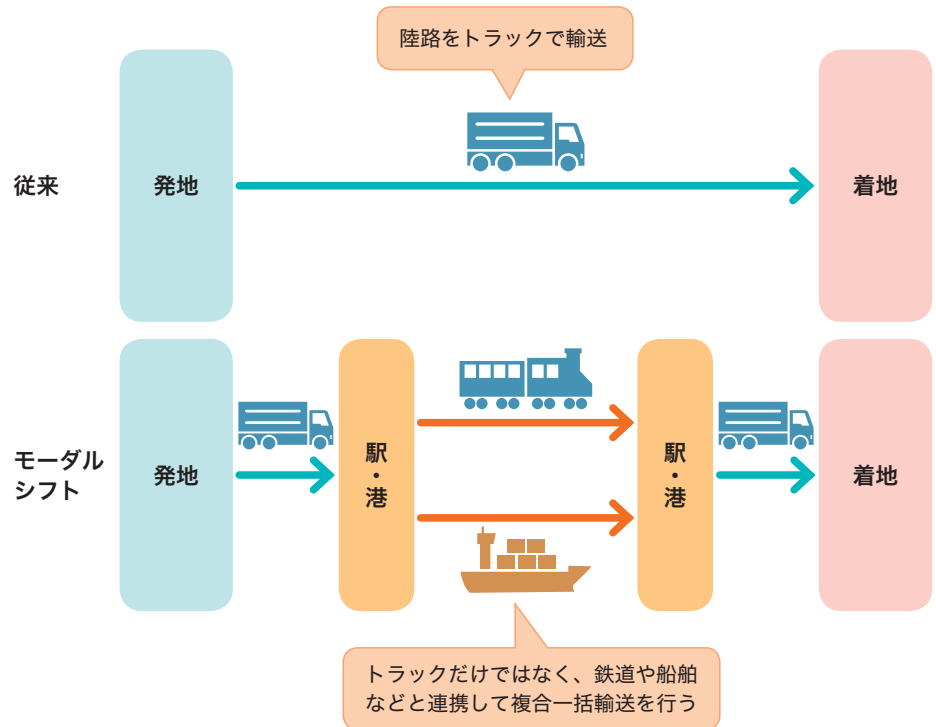 陸路をトラックで輸送
従来
発地
着地
モーダル
シフト
発地
駅・港
駅・港
着地
トラックだけではなく、鉄道や船舶
などと連携して複合一括輸送を行う